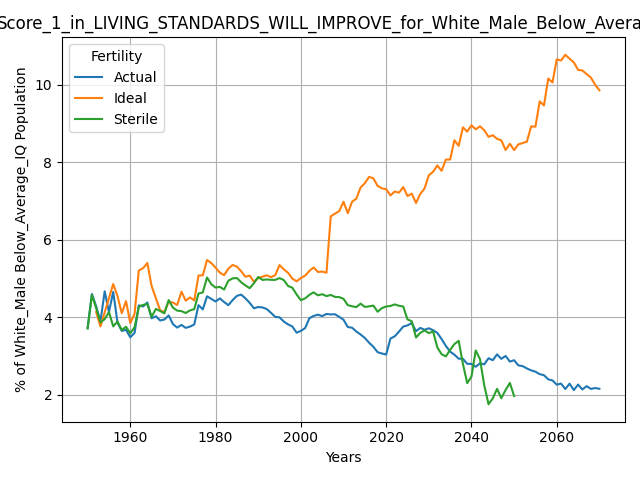 Score_1_in_LIVING_STANDARDS_WILL_IMPROVE_for_White_Male_Below_Avera
Fertility
Actual
Ideal
Sterile
% of White_Male Below_Average_IQ Population
10
8
6
4
2
1960
1980
2000
2020
2040
2060
Years